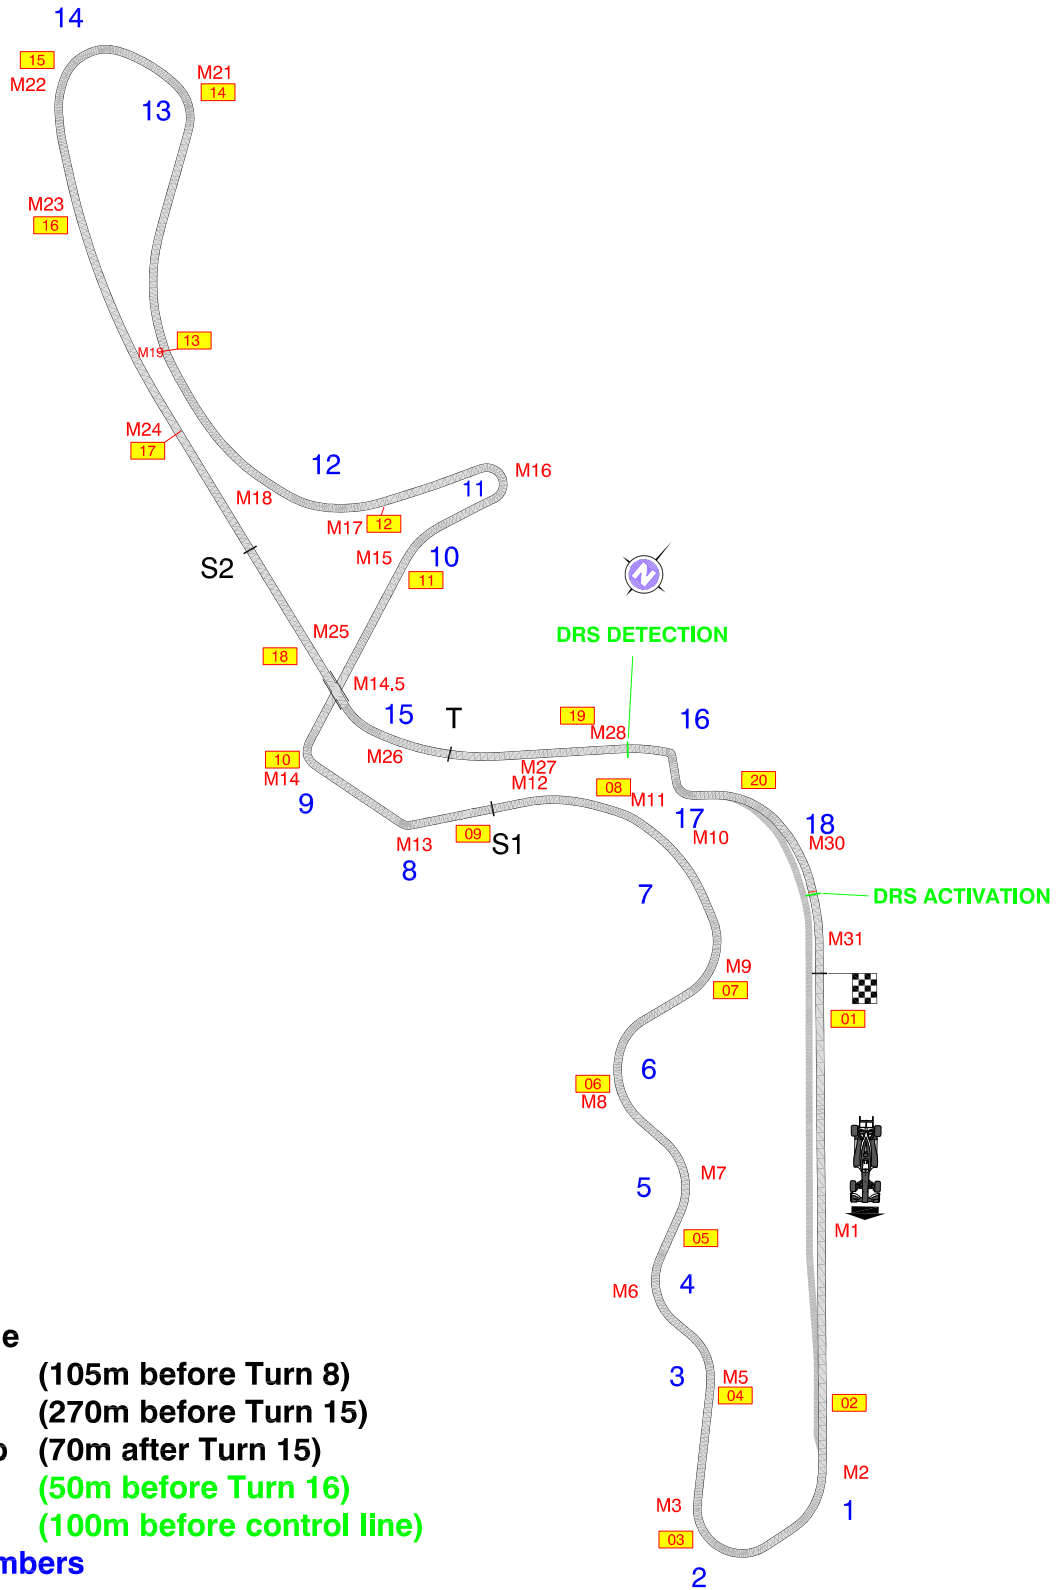 14
15
M22
M21
14
13
M23
16
13
M19
M24
17
12
M16
11
M18
M17
12
10
M15
11
S2
N
M25
DRS DETECTION
18
M14.5
15
T
19
16
M28
M26
10
M14
M27
M12
08
M11
20
9
17
18
M10
M30
09
S1
M13
8
7
DRS ACTIVATION
M31
M9
07
01
6
06
M8
M7
5
05
M1
4
M6
e
3
M5
04
02
(105m before Turn 8)
(270m before Turn 15)
o (70m after Turn 15)
M2
(50m before Turn 16)
M3
1
(100m before control line)
03
mbers
2